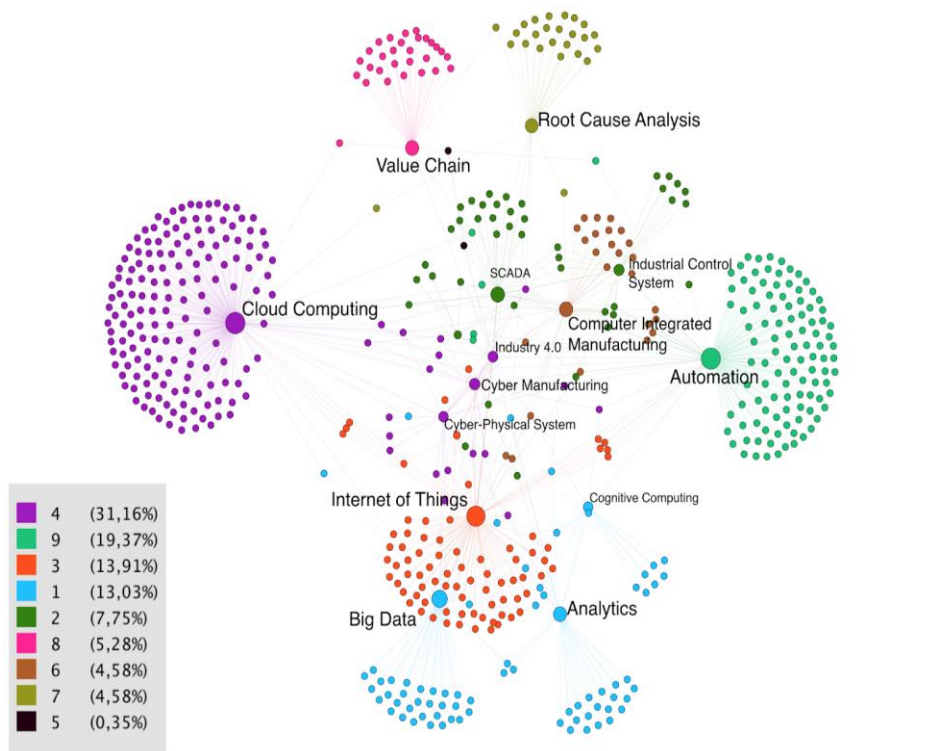 Root Cause Analysis
Value Chain
Industrial Control
System
SCADA
Cloud Computing
Computer Integrated
Manufacturing
Industry 4.0
Automation
Cyber Manufacturing
Cyber-Physical System
Internet of Things
Cognitive Computing
Big Data
Analytics
4 (31,16%)
9 (19,37%)
3 (13,91%)
1 (13,03%)
2 (7,75%)
8 (5,28%)
6 (4,58%)
7 (4,58%)
5 (0,35%)